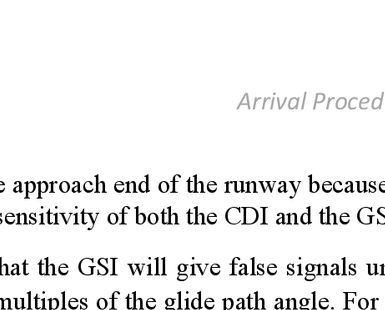 Arrival Proced
e approach end of the runway because
sensitivity of both the CDI and the GS
hat the GSI will give false signals u
multiples of the glide path angle. For